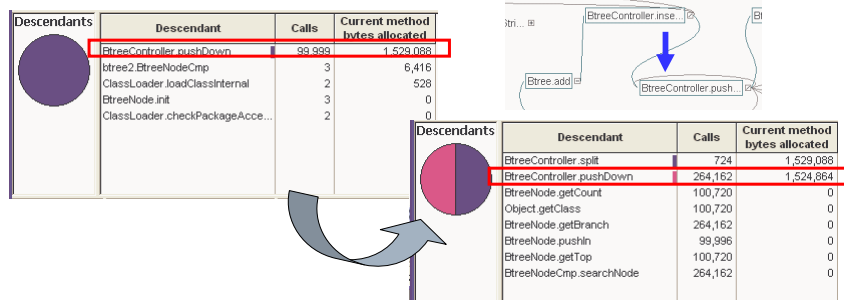 Descendants
Descendant Calls Current method bytes allocated
BtreeController.pushDown 99,999 1,529,088
btree2.BtreeNodeCmp 3 6,416
ClassLoader.loadClassInternal 2 528
BtreeNode.init 3 0
ClassLoader.checkPackageAcce... 2 0
BtreeController.inse...
Stri...
Btree.add
BtreeController.push...
Descendants
Descendant Calls Current method bytes allocated
BtreeController.split 724 1,529,088
BtreeController.pushDown 264,162 1,524,864
BtreeNode.getCount 100,720 0
Object.getClass 100,720 0
BtreeNode.getBranch 264,162 0
BtreeNode.pushIn 99,996 0
BtreeNode.getTop 100,720 0
BtreeNodeCmp.searchNode 264,162 0